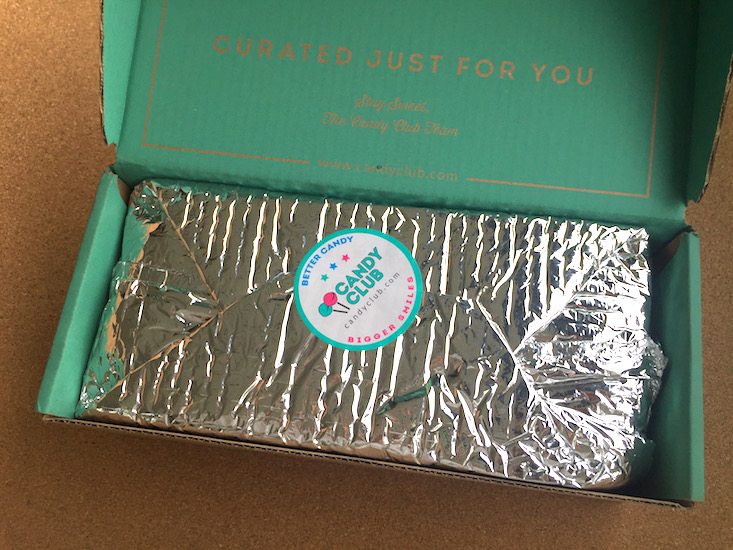 CURATED JUST FOR YOU
Stay Sweet,
The Candy Club Team
www.candyclub.com
BETTER CANDY
CANDY
CLUB
candyclub.com
BIGGER SMILES